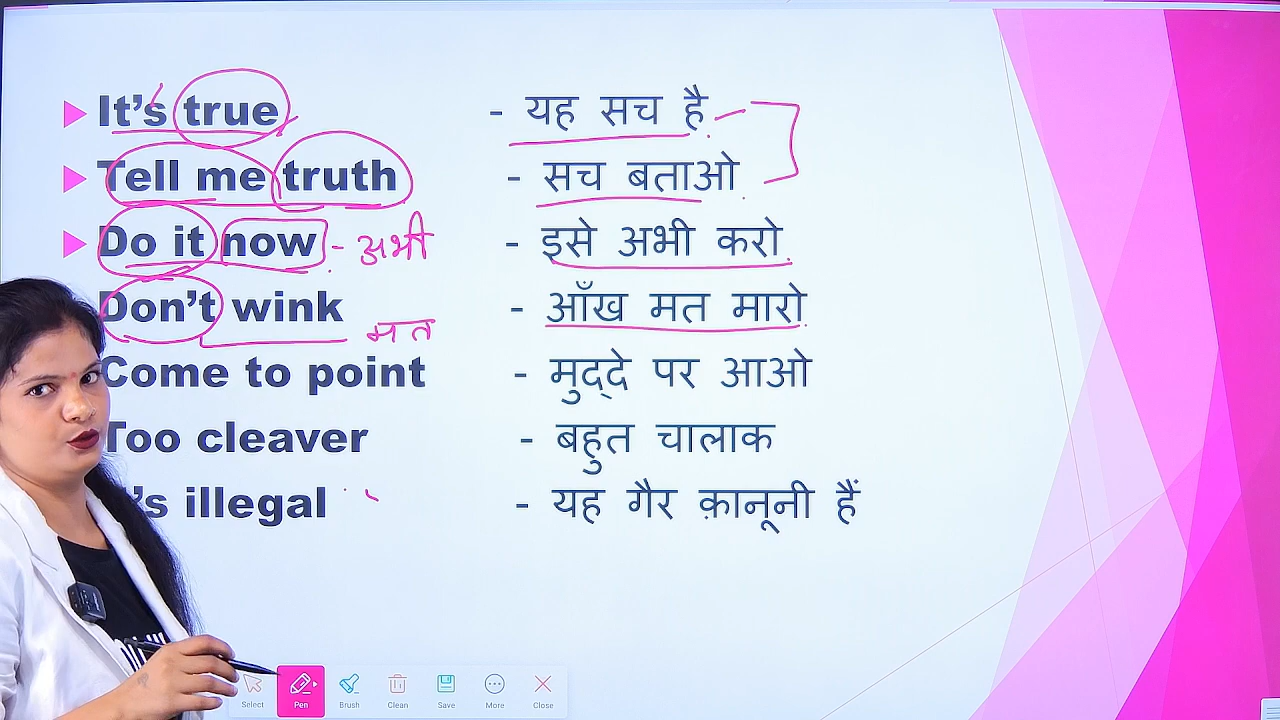 It's true - यह सच है
Tell me truth - सच बताओ
Do it now - अभी - इसे अभी करो
Don't wink मत - आँख मत मारो
Come to point - मुद्दे पर आओ
Too cleaver - बहुत चालाक
's illegal - यह गैर क़ानूनी हैं
Select Pen Brush Clean Save More Close